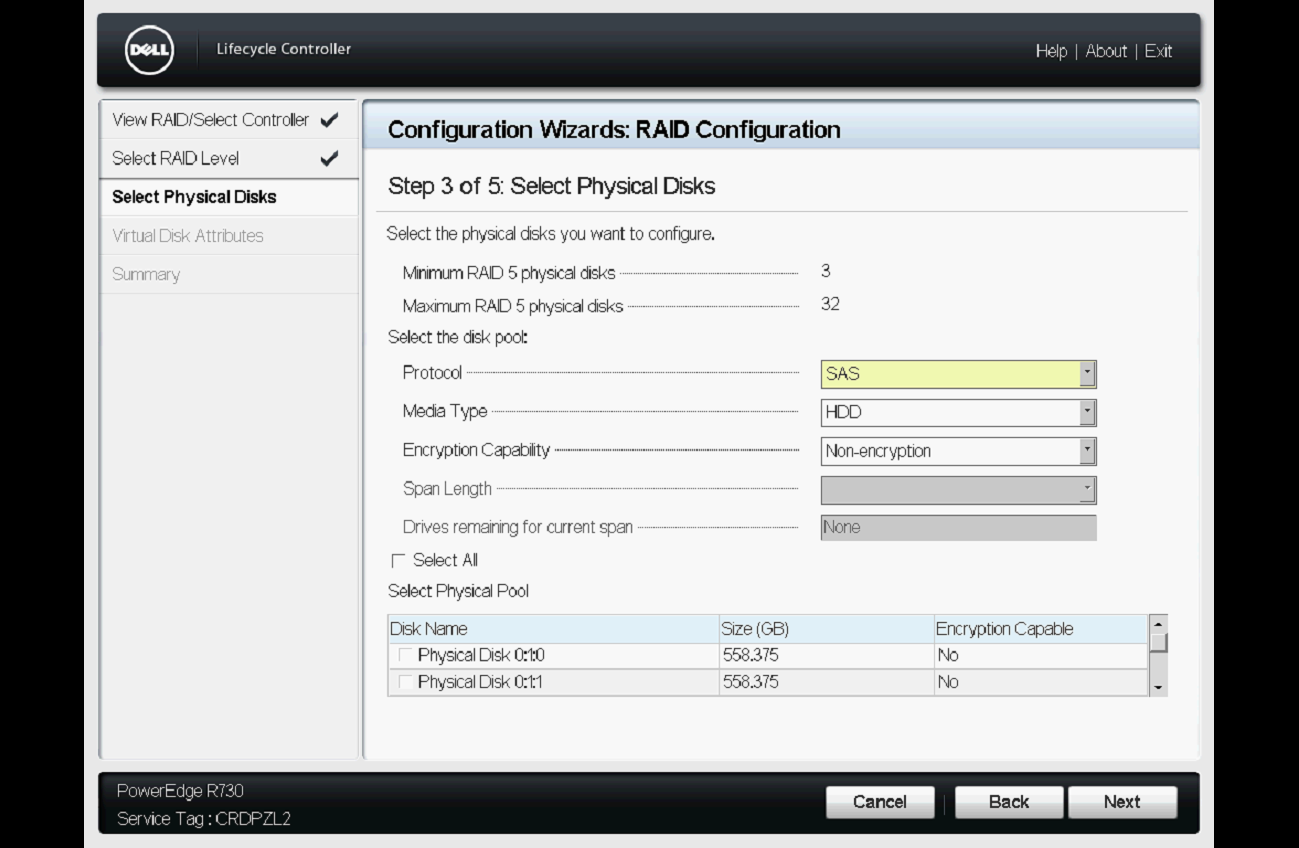 DELL
Lifecycle Controller
Help | About | Exit
View RAID/Select Controller ✔
Select RAID Level ✔
Select Physical Disks
Virtual Disk Attributes
Summary
Configuration Wizards: RAID Configuration
Step 3 of 5: Select Physical Disks
Select the physical disks you want to configure.
Minimum RAID 5 physical disks 3
Maximum RAID 5 physical disks 32
Select the disk pool:
Protocol SAS
Media Type HDD
Encryption Capability Non-encryption
Span Length
Drives remaining for current span None
Select All
Select Physical Pool
Disk Name Size (GB) Encryption Capable
Physical Disk 0:1:0 558.375 No
Physical Disk 0:1:1 558.375 No
PowerEdge R730
Service Tag : CRDPZL2
Cancel Back Next